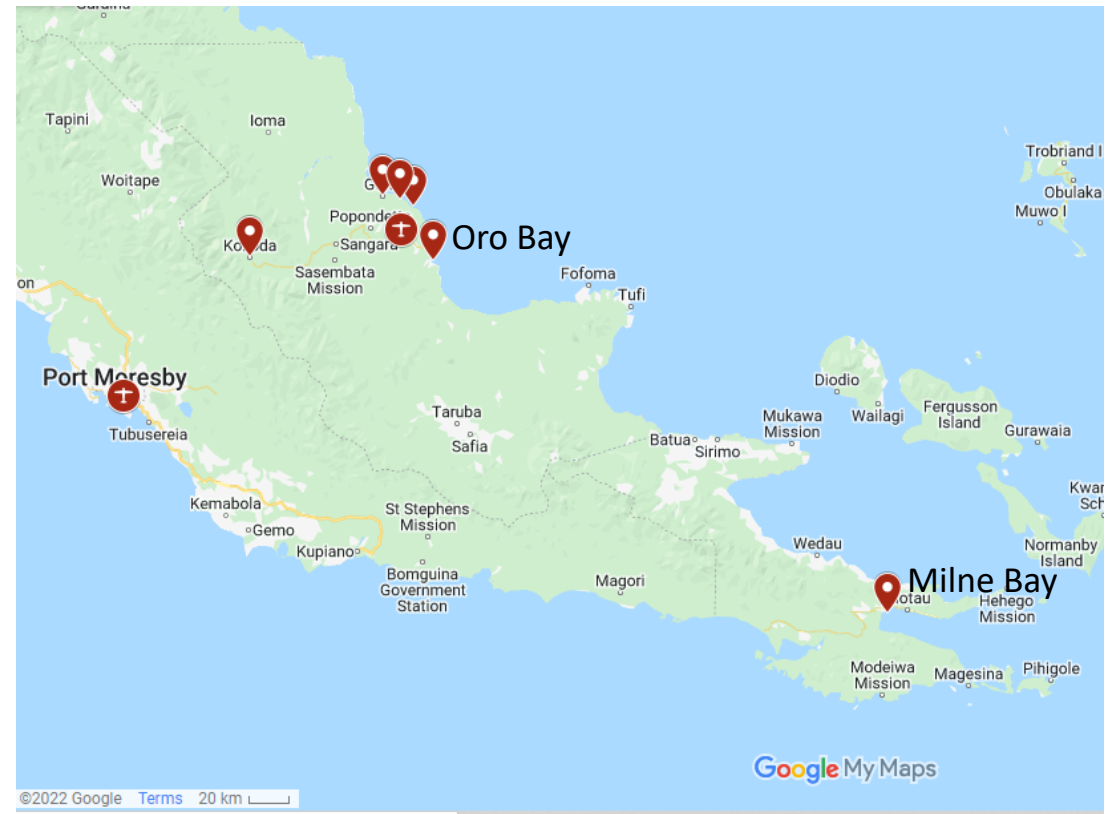 Tapini
Ioma
Trobriand I
Woitape
Obulaka
Muwo I
Popondetta
Oro Bay
Kokoda
Sangara
Sasembata
Mission
Fofoma
on
Tufi
Port Moresby
Diodio
Fergusson
Island
Taruba
Mukawa
Mission
Wailagi
Tubusereia
Safia
Batua
Sirimo
Gurawaia
Kwar
Sch
Kemabola
St Stephens
Mission
Gemo
Kupiano
Wedau
Normanby
Island
Bomguina
Government
Station
Magori
Milne Bay
otau
Hehego
Mission
Modeiwa
Mission
Magesina
Pihigole
Google My Maps
©2022 Google Terms 20 km